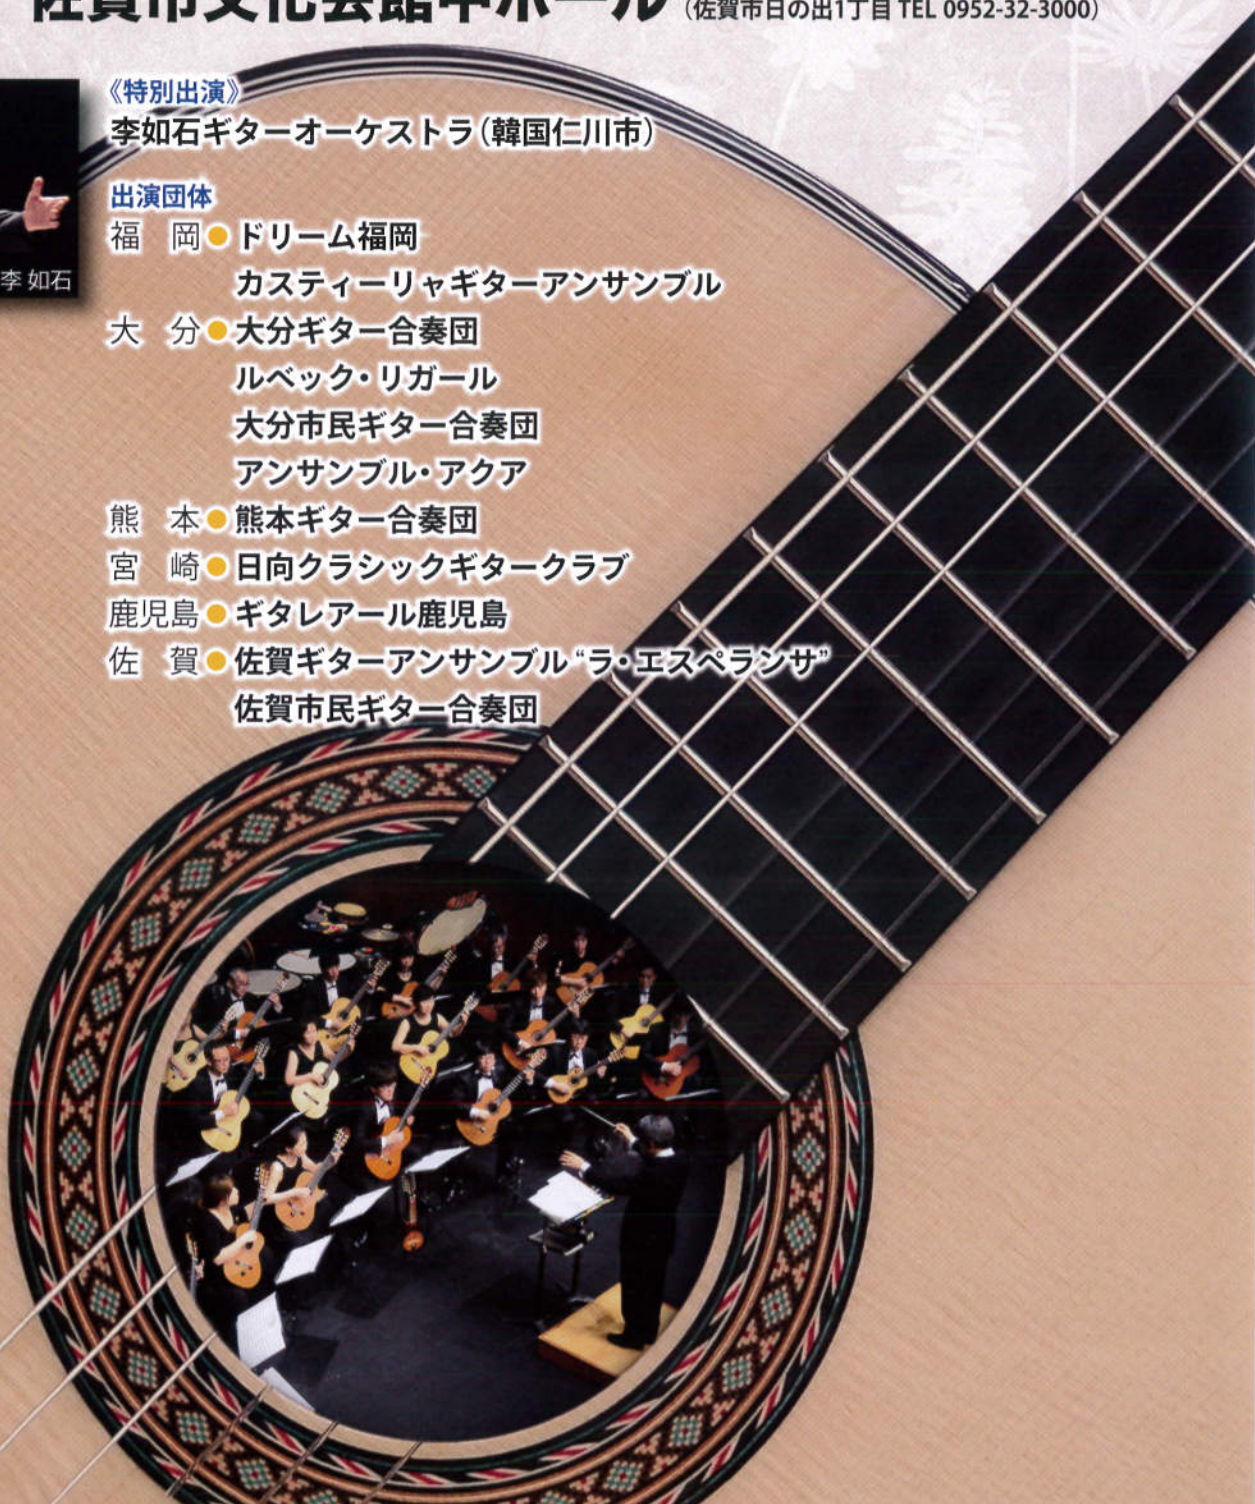 佐賀市文化会館中ホール（佐賀市日の出1丁目 TEL 0952-32-3000）
《特別出演》
李如石ギターオーケストラ（韓国仁川市）
李 如石
出演団体
福　岡●ドリーム福岡
カスティーリャギターアンサンブル
大　分●大分ギター合奏団
ルベック・リガール
大分市民ギター合奏団
アンサンブル・アクア
熊　本●熊本ギター合奏団
宮　崎●日向クラシックギタークラブ
鹿児島●ギタレアール鹿児島
佐　賀●佐賀ギターアンサンブル“ラ・エスペランサ”
佐賀市民ギター合奏団